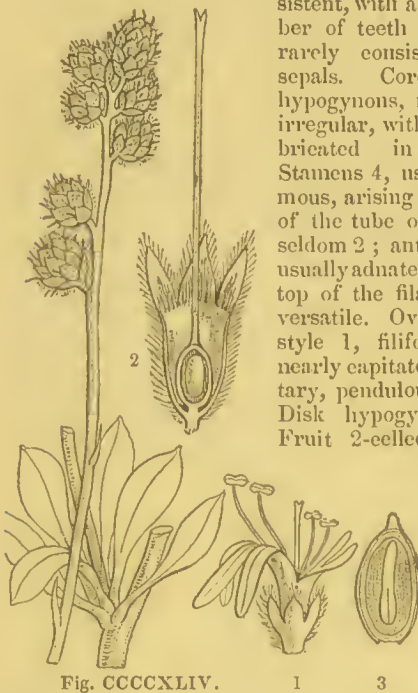 sistent, with a
ber of teeth
rarely consis
sepals. Cor
hypogynons, r
irregular, with
bricated in
Stamens 4, us
mous, arising
of the tube o
seldom 2 ; ant
usually adnate
top of the fila
versatile. Ov
style 1, filifo
nearly capitate
tary, pendulou
Disk hypogy
Fruit 2-celled
2
Fig. CCCCXLIV. 1 3